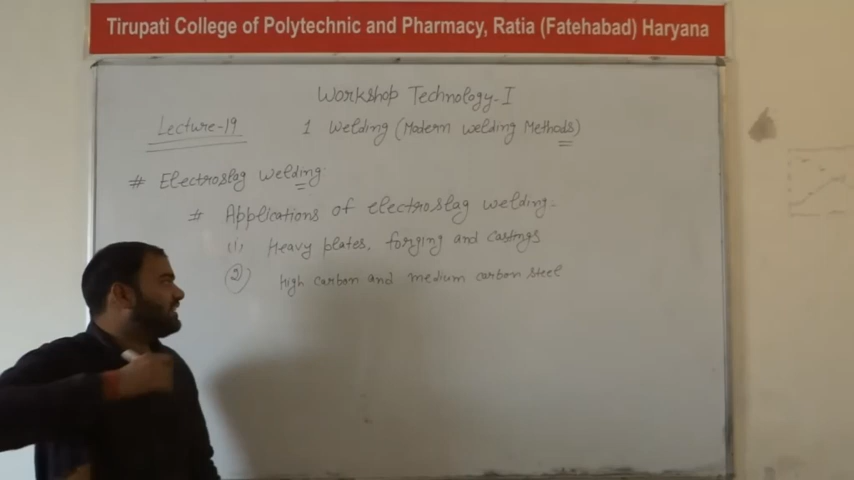 Tirupati College of Polytechnic and Pharmacy, Ratia (Fatehabad) Haryana
Workshop Technology-I
Lecture-19 1 Welding (Modern welding Methods)
# Electroslag welding
# Applications of electroslag welding-
(1) Heavy plates, forging and castings
(2) High carbon and medium carbon steel